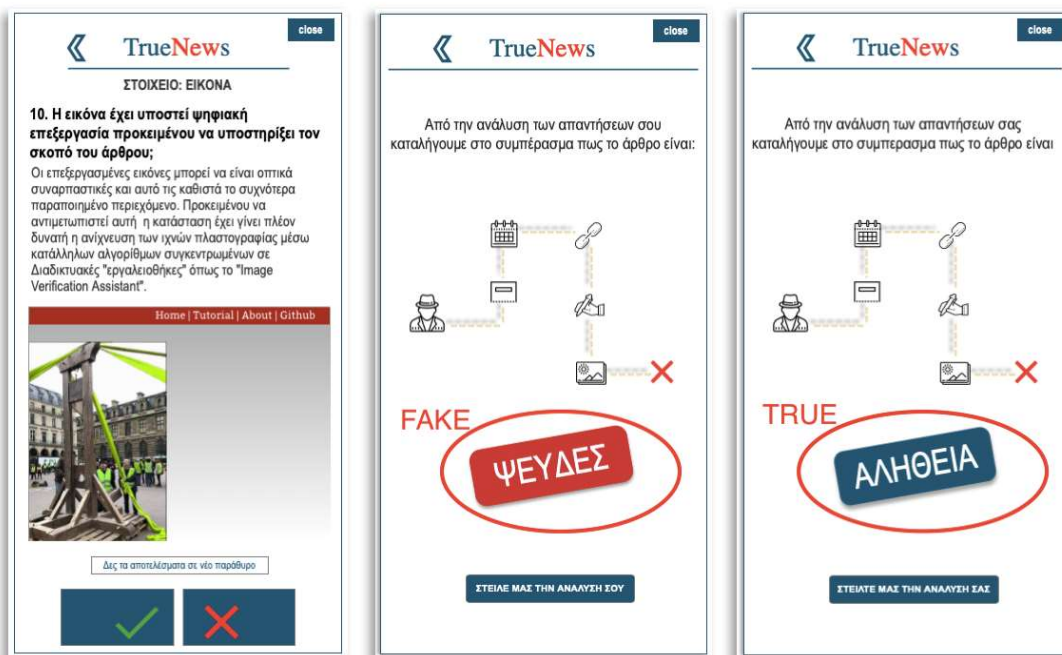 close
TrueNews
ΣΤΟΙΧΕΙΟ: ΕΙΚΟΝΑ
10. Η εικόνα έχει υποστεί ψηφιακή
επεξεργασία προκειμένου να υποστηρίξει τον
σκοπό του άρθρου;
Οι επεξεργασμένες εικόνες μπορεί να είναι οπτικά
συναρπαστικές και αυτό τις καθιστά το συχνότερα
παραποιημένο περιεχόμενο. Προκειμένου να
αντιμετωπιστεί αυτή η κατάσταση έχει γίνει πλέον
δυνατή η ανίχνευση των ιχνών πλαστογραφίας μέσω
κατάλληλων αλγορίθμων συγκεντρωμένων σε
Διαδικτυακές "εργαλειοθήκες" όπως το "Image
Verification Assistant".
Home | Tutorial | About | Github
Δες τα αποτελέσματα σε νέο παράθυρο
close
TrueNews
Από την ανάλυση των απαντήσεων σου
καταλήγουμε στο συμπέρασμα πως το άρθρο είναι:
FAKE
ΨΕΥΔΕΣ
ΣΤΕΙΛΕ ΜΑΣ ΤΗΝ ΑΝΑΛΥΣΗ ΣΟΥ
close
TrueNews
Από την ανάλυση των απαντήσεων σας
καταλήγουμε στο συμπερασμα πως το άρθρο είναι
TRUE
ΑΛΗΘΕΙΑ
ΣΤΕΙΛΤΕ ΜΑΣ ΤΗΝ ΑΝΑΛΥΣΗ ΣΑΣ